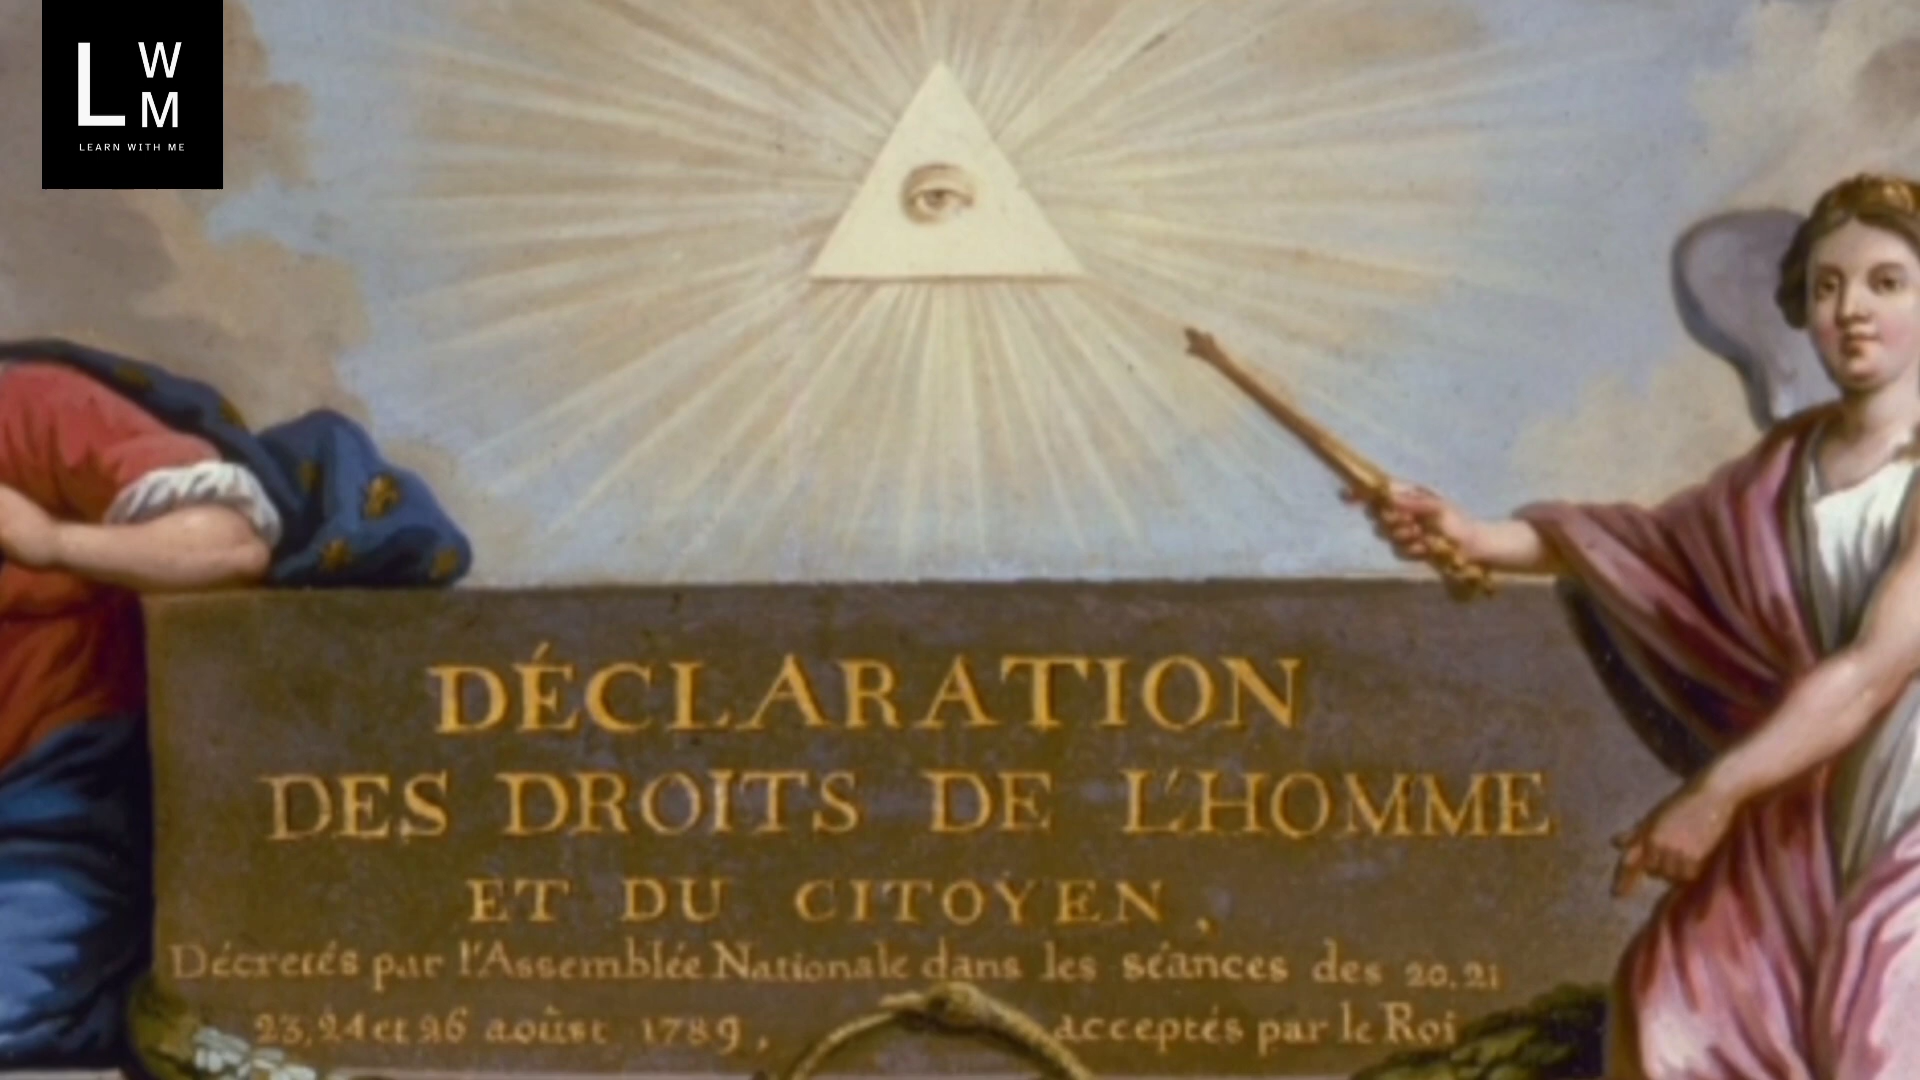 L W
M
LEARN WITH ME
DÉCLARATION
DES DROITS DE L'HOMME
ET DU CITOYEN,
Décretés par l'Assemblée Nationale dans les séances des 20, 21
23, 24 et 26 août 1789, acceptés par le Roi